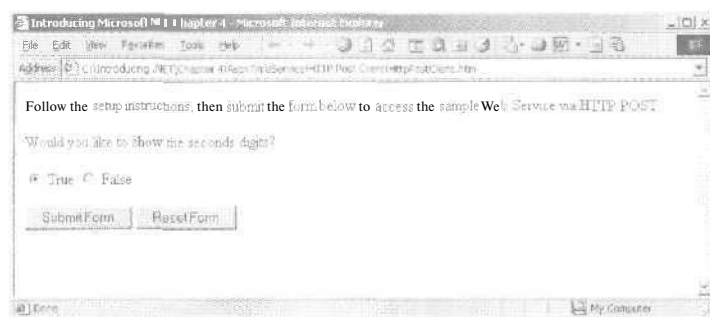 Introducing Microsoft hapter 4 - Microsoft Internet Explorer
File Edit View Favorites Tools Help
Address
Follow the setup instructions, then submit the form below to access the sample Web Service via HTTP POST
Would you like to show the seconds digits?
True False
Submit Form Reset Form
Done My Computer